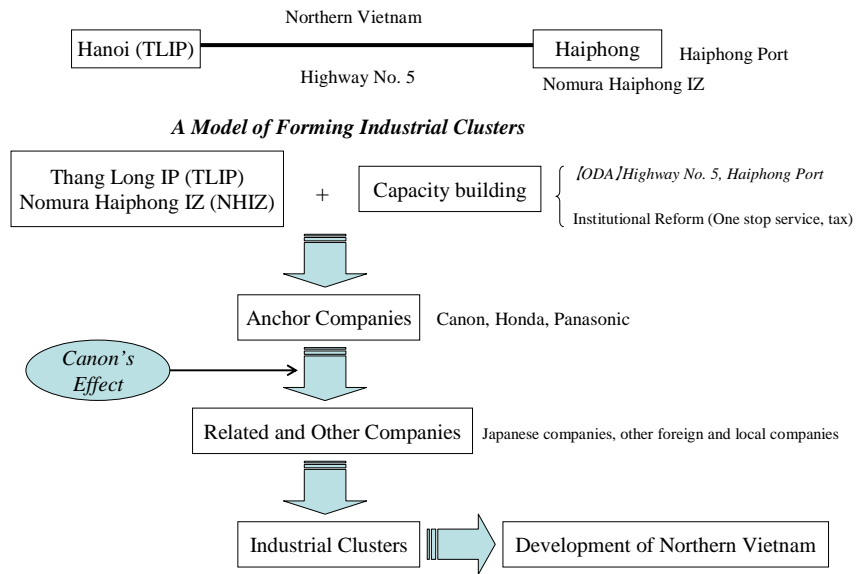 Northern Vietnam
Hanoi (TLIP)
Haiphong
Haiphong Port
Highway No. 5
Nomura Haiphong IZ
A Model of Forming Industrial Clusters
Thang Long IP (TLIP)
Nomura Haiphong IZ (NHIZ)
+
Capacity building
【ODA】Highway No. 5, Haiphong Port
Institutional Reform (One stop service, tax)
Anchor Companies
Canon, Honda, Panasonic
Canon's
Effect
Related and Other Companies
Japanese companies, other foreign and local companies
Industrial Clusters
Development of Northern Vietnam